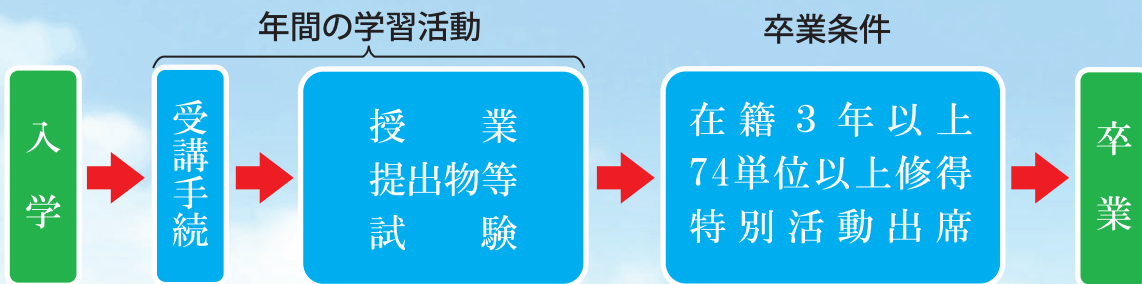 年間の学習活動
卒業条件
入学
受講手続
授業
提出物等
試験
在籍3年以上
74単位以上修得
特別活動出席
卒業